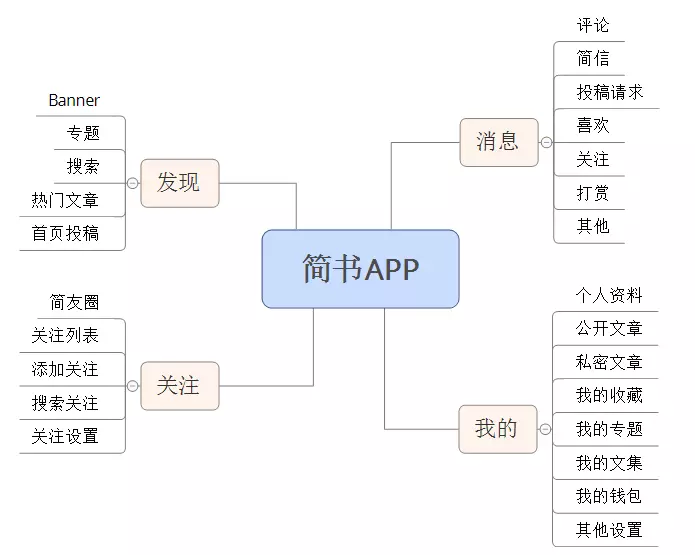 简书APP
发现
Banner
专题
搜索
热门文章
首页投稿
关注
简友圈
关注列表
添加关注
搜索关注
关注设置
消息
评论
简信
投稿请求
喜欢
关注
打赏
其他
我的
个人资料
公开文章
私密文章
我的收藏
我的专题
我的文集
我的钱包
其他设置